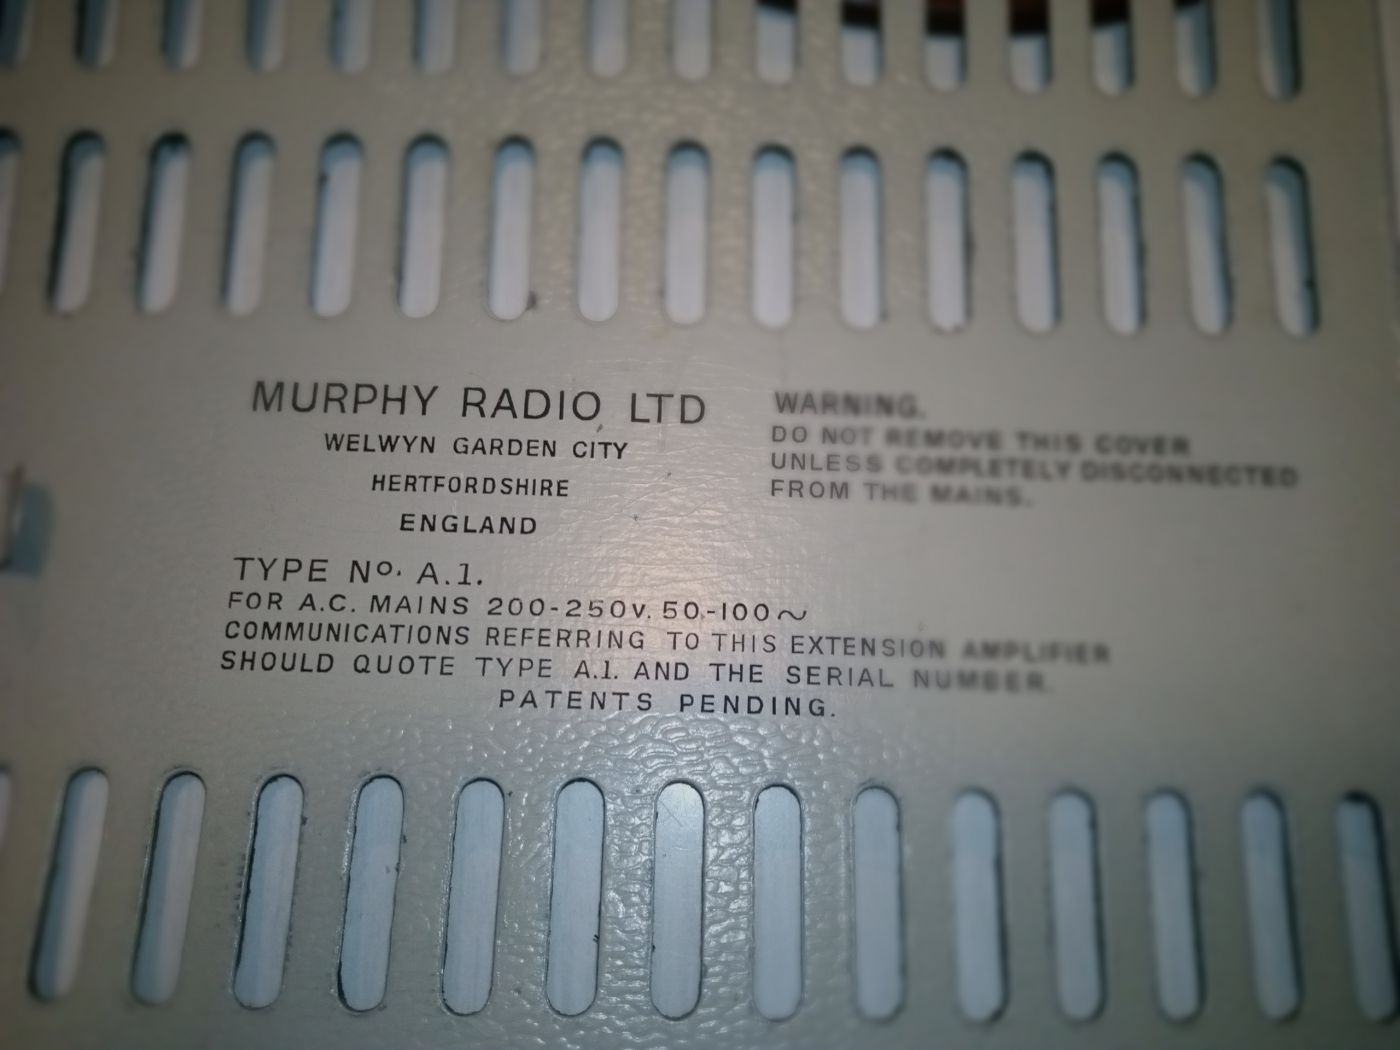 MURPHY RADIO LTD
WELWYN GARDEN CITY
HERTFORDSHIRE
ENGLAND
WARNING.
DO NOT REMOVE THIS COVER
UNLESS COMPLETELY DISCONNECTED
FROM THE MAINS.
TYPE No. A.1.
FOR A.C. MAINS 200-250V. 50.-100~
COMMUNICATIONS REFERRING TO THIS EXTENSION AMPLIFIER
SHOULD QUOTE TYPE A.1. AND THE SERIAL NUMBER.
PATENTS PENDING.